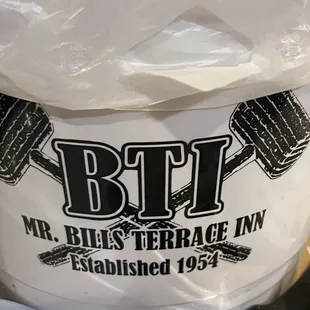 BTI
MR. BILLS TERRACE INN
Established 1954